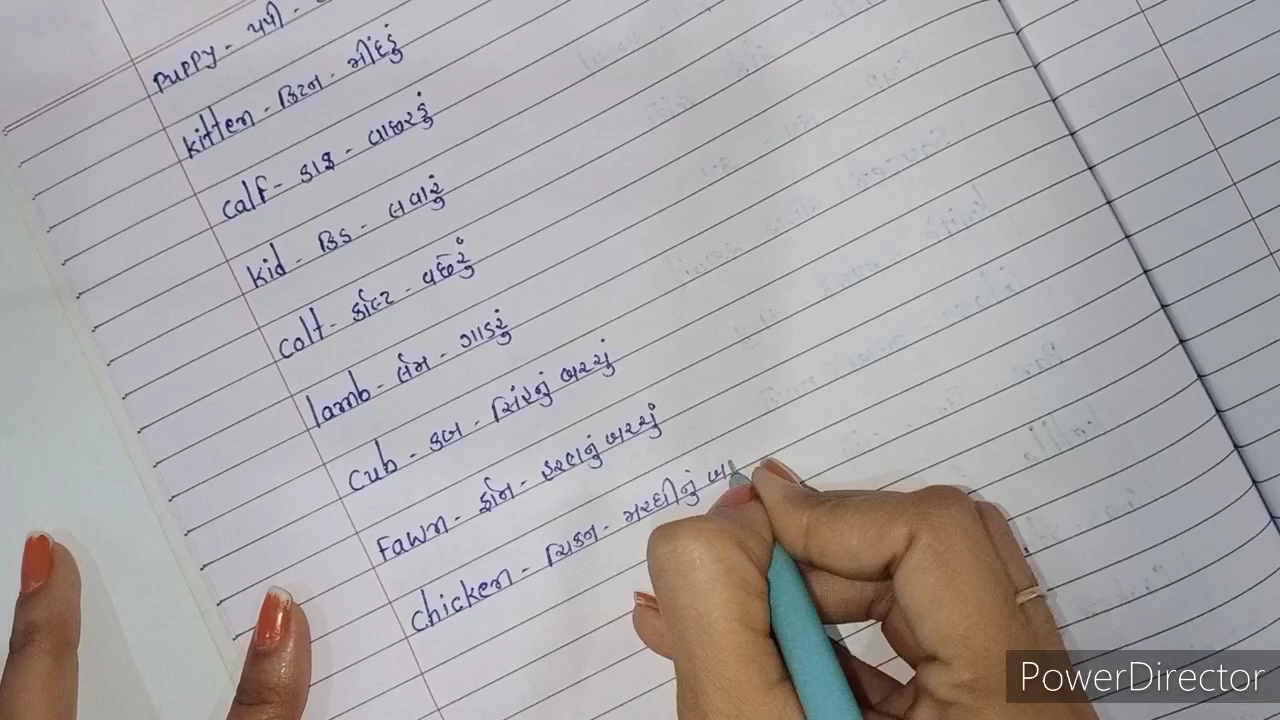 Puppy - પપી -
kitten - કિટન - મીંદડું
calf - કાફ - વાછરડું
kid - કિડ - લવારું
colt - કોલ્ટ - વછેરું
lamb - લેમ - ગાડરું
cub - કબ - સિંહનું બચ્ચું
Fawn - ફોન - હરણનું બચ્ચું
chicken - ચિકન - મરઘીનું બ
PowerDirector